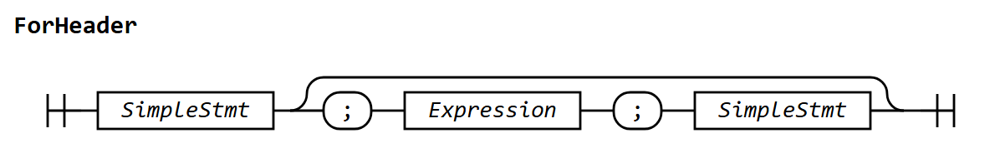 ForHeader
SimpleStmt ; Expression ; SimpleStmt